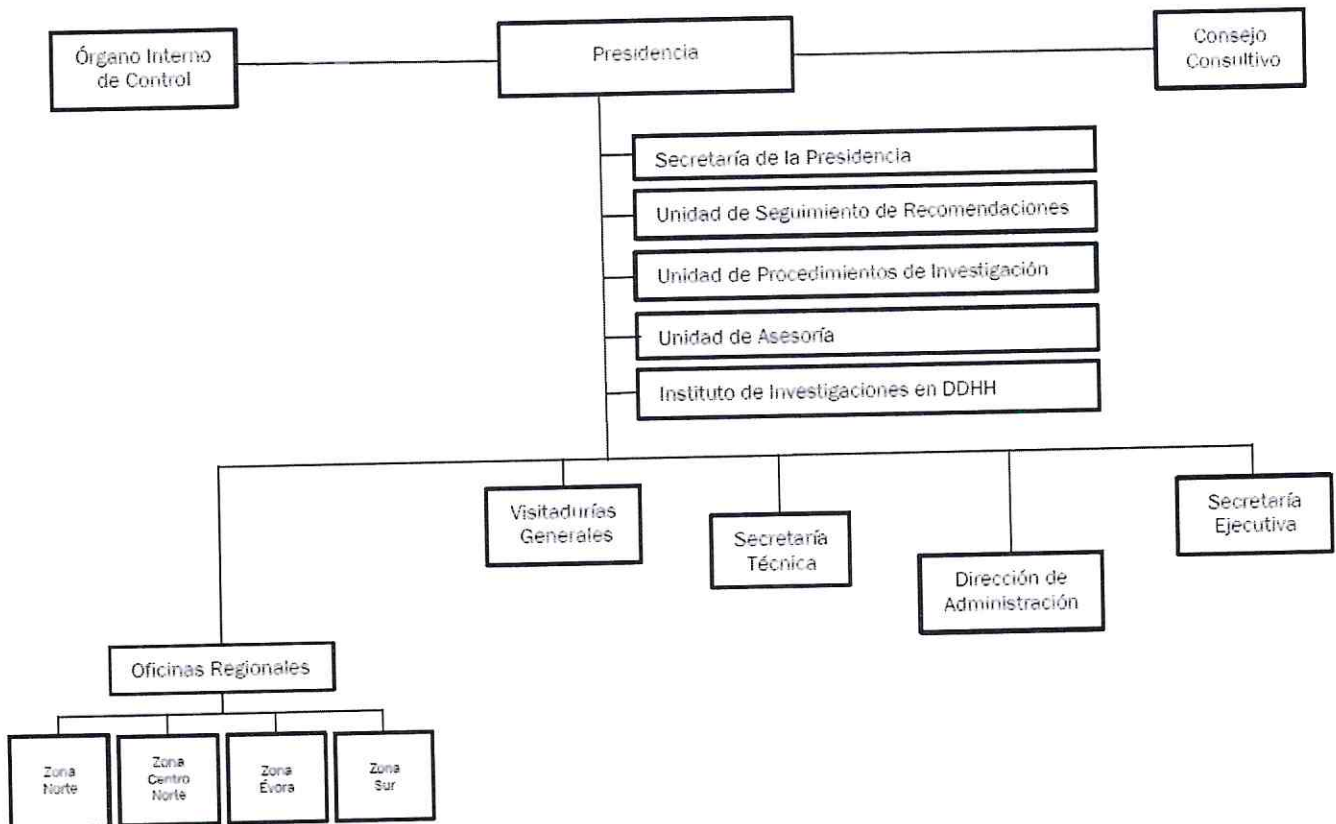 Órgano Interno
de Control
Presidencia
Consejo
Consultivo
Secretaría de la Presidencia
Unidad de Seguimiento de Recomendaciones
Unidad de Procedimientos de Investigación
Unidad de Asesoría
Instituto de Investigaciones en DDHH
Visitadurías
Generales
Secretaría
Técnica
Dirección de
Administración
Secretaría
Ejecutiva
Oficinas Regionales
Zona
Norte
Zona
Centro
Norte
Zona
Évora
Zona
Sur